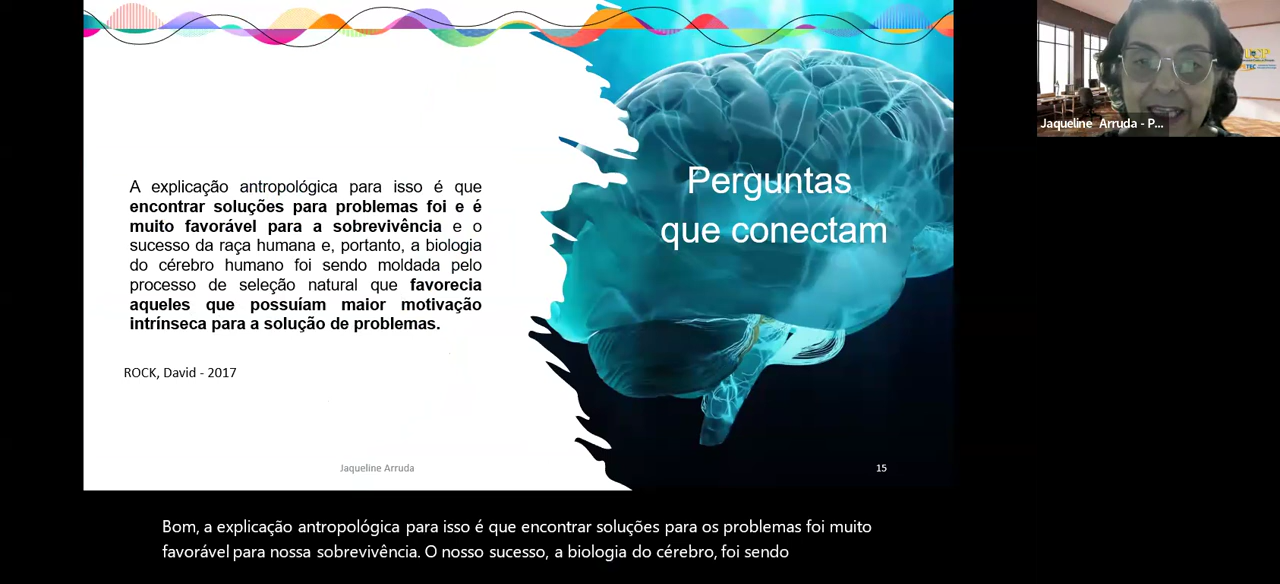 Perguntas
que conectam
A explicação antropológica para isso é que
encontrar soluções para problemas foi e é
muito favorável para a sobrevivência e o
sucesso da raça humana e, portanto, a biologia
do cérebro humano foi sendo moldada pelo
processo de seleção natural que favorecia
aqueles que possuíam maior motivação
intrínseca para a solução de problemas.
ROCK, David - 2017
Jaqueline Arruda
15
Jaqueline Arruda - P...
Bom, a explicação antropológica para isso é que encontrar soluções para os problemas foi muito
favorável para nossa sobrevivência. O nosso sucesso, a biologia do cérebro, foi sendo